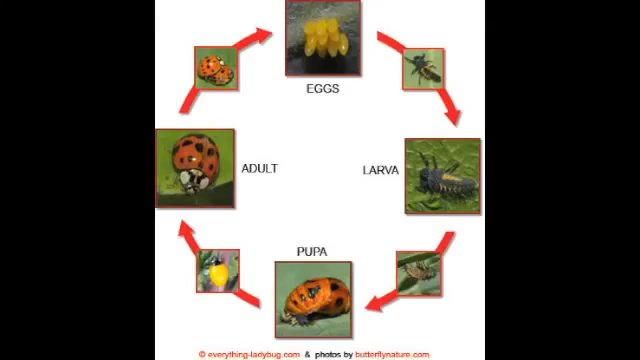 EGGS
ADULT
LARVA
PUPA
© everything-ladybug.com & photos by butterflynature.com